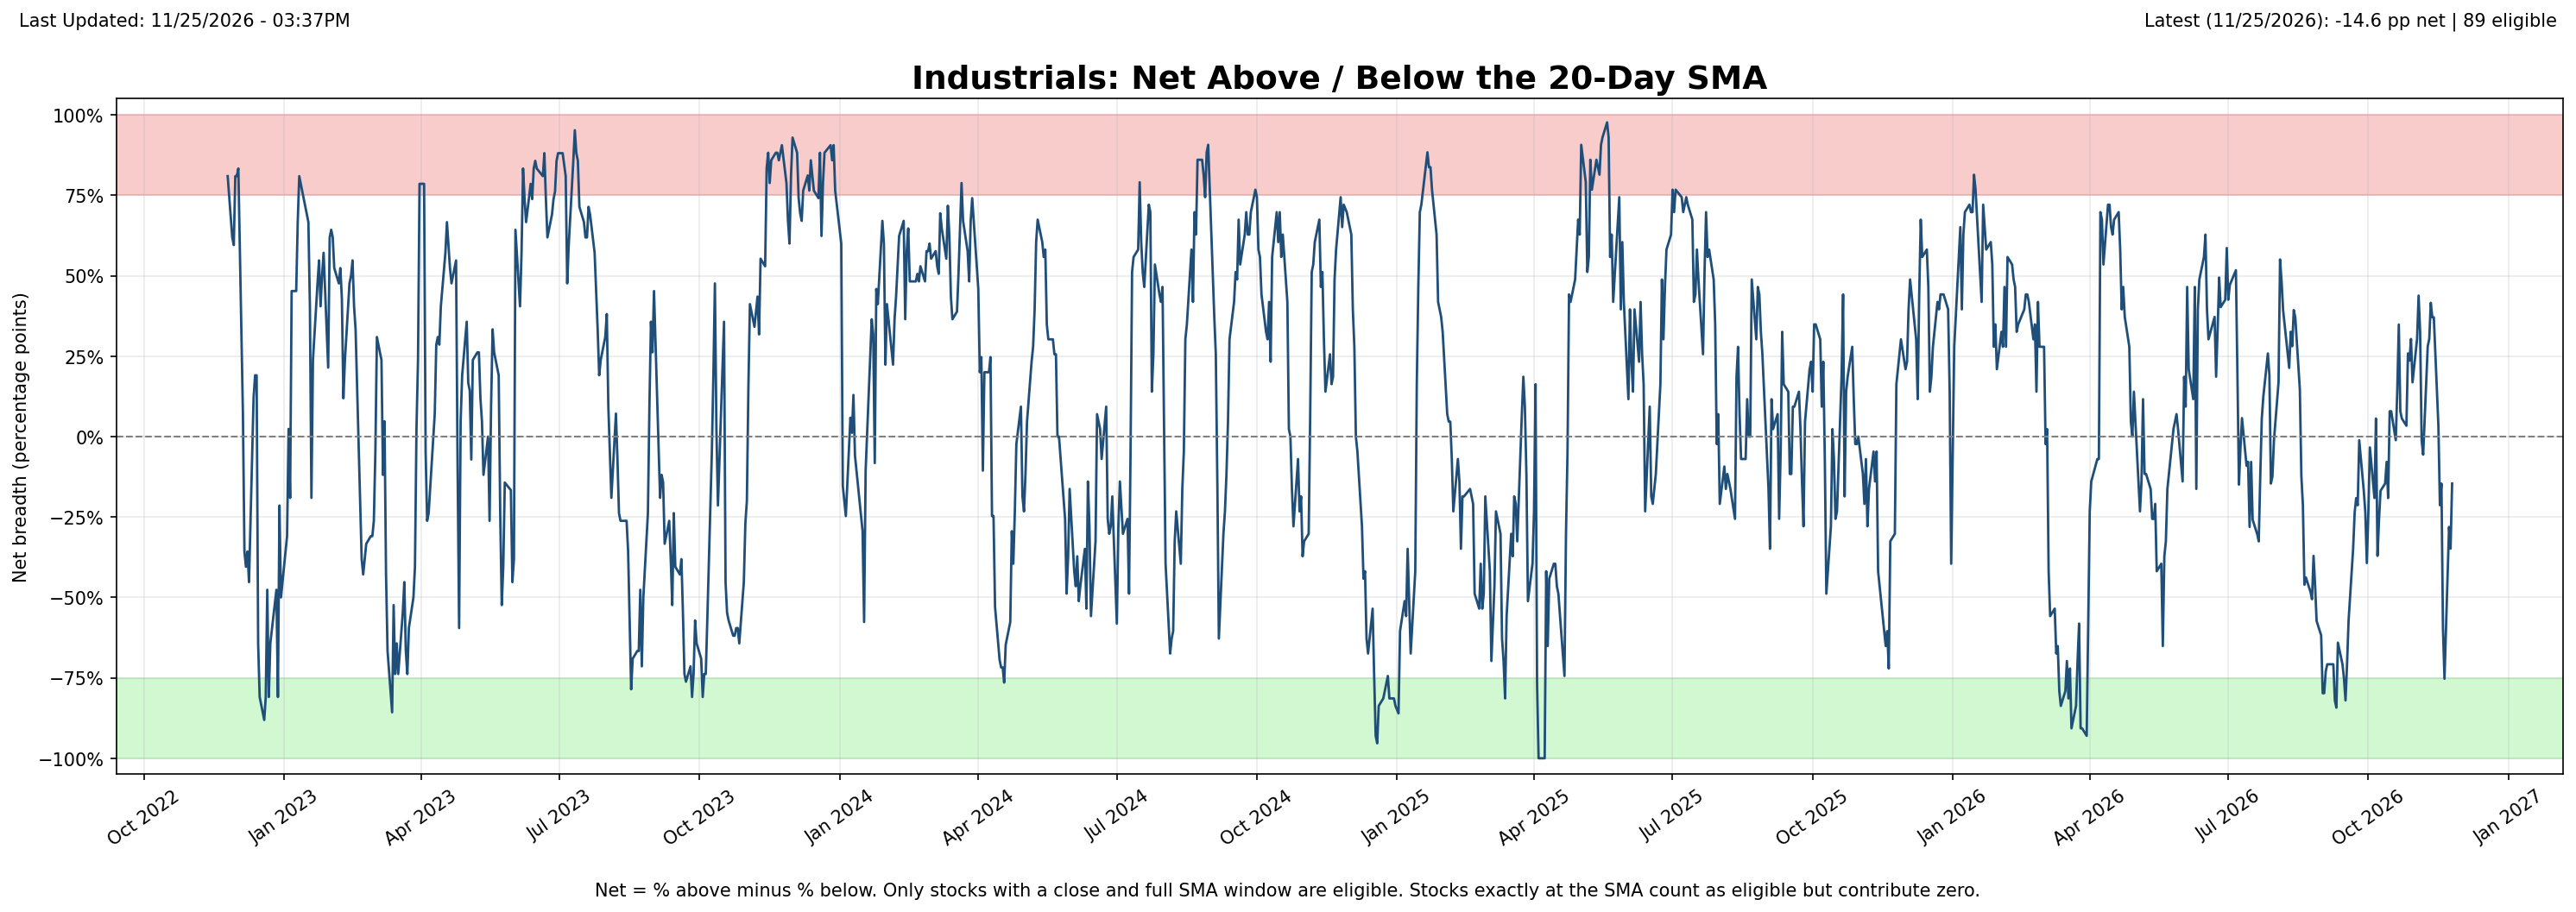 Last Updated: 11/25/2026 - 03:37PM
Latest (11/25/2026): -14.6 pp net | 89 eligible
Industrials: Net Above / Below the 20-Day SMA
Net breadth (percentage points)
100%
75%
50%
25%
0%
−25%
−50%
−75%
−100%
Oct 2022
Jan 2023
Apr 2023
Jul 2023
Oct 2023
Jan 2024
Apr 2024
Jul 2024
Oct 2024
Jan 2025
Apr 2025
Jul 2025
Oct 2025
Jan 2026
Apr 2026
Jul 2026
Oct 2026
Jan 2027
Net = % above minus % below. Only stocks with a close and full SMA window are eligible. Stocks exactly at the SMA count as eligible but contribute zero.